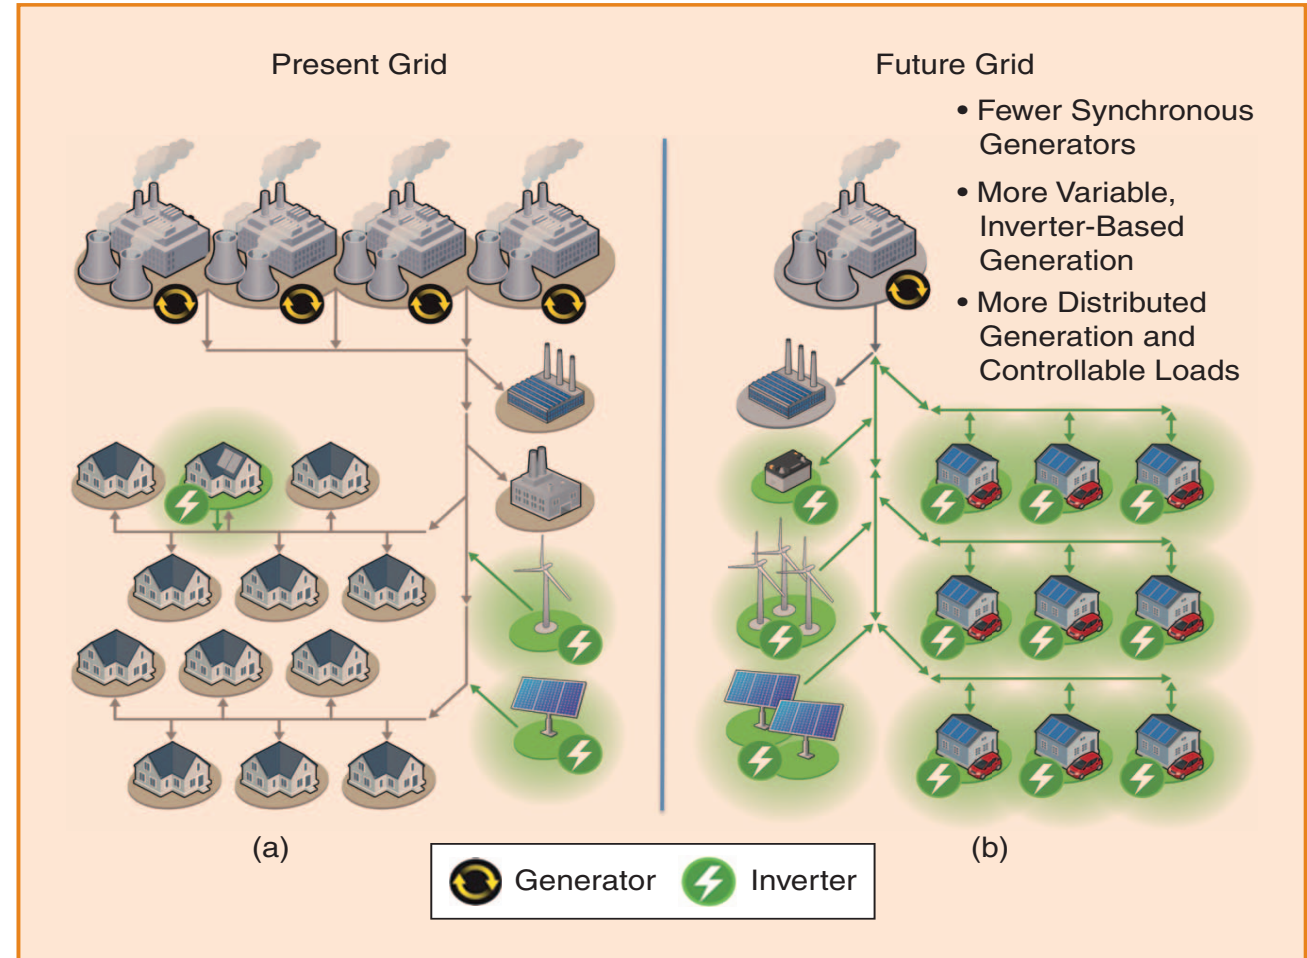 Present Grid
Future Grid
• Fewer Synchronous
Generators
• More Variable,
Inverter-Based
Generation
• More Distributed
Generation and
Controllable Loads
(a)
(b)
Generator
Inverter